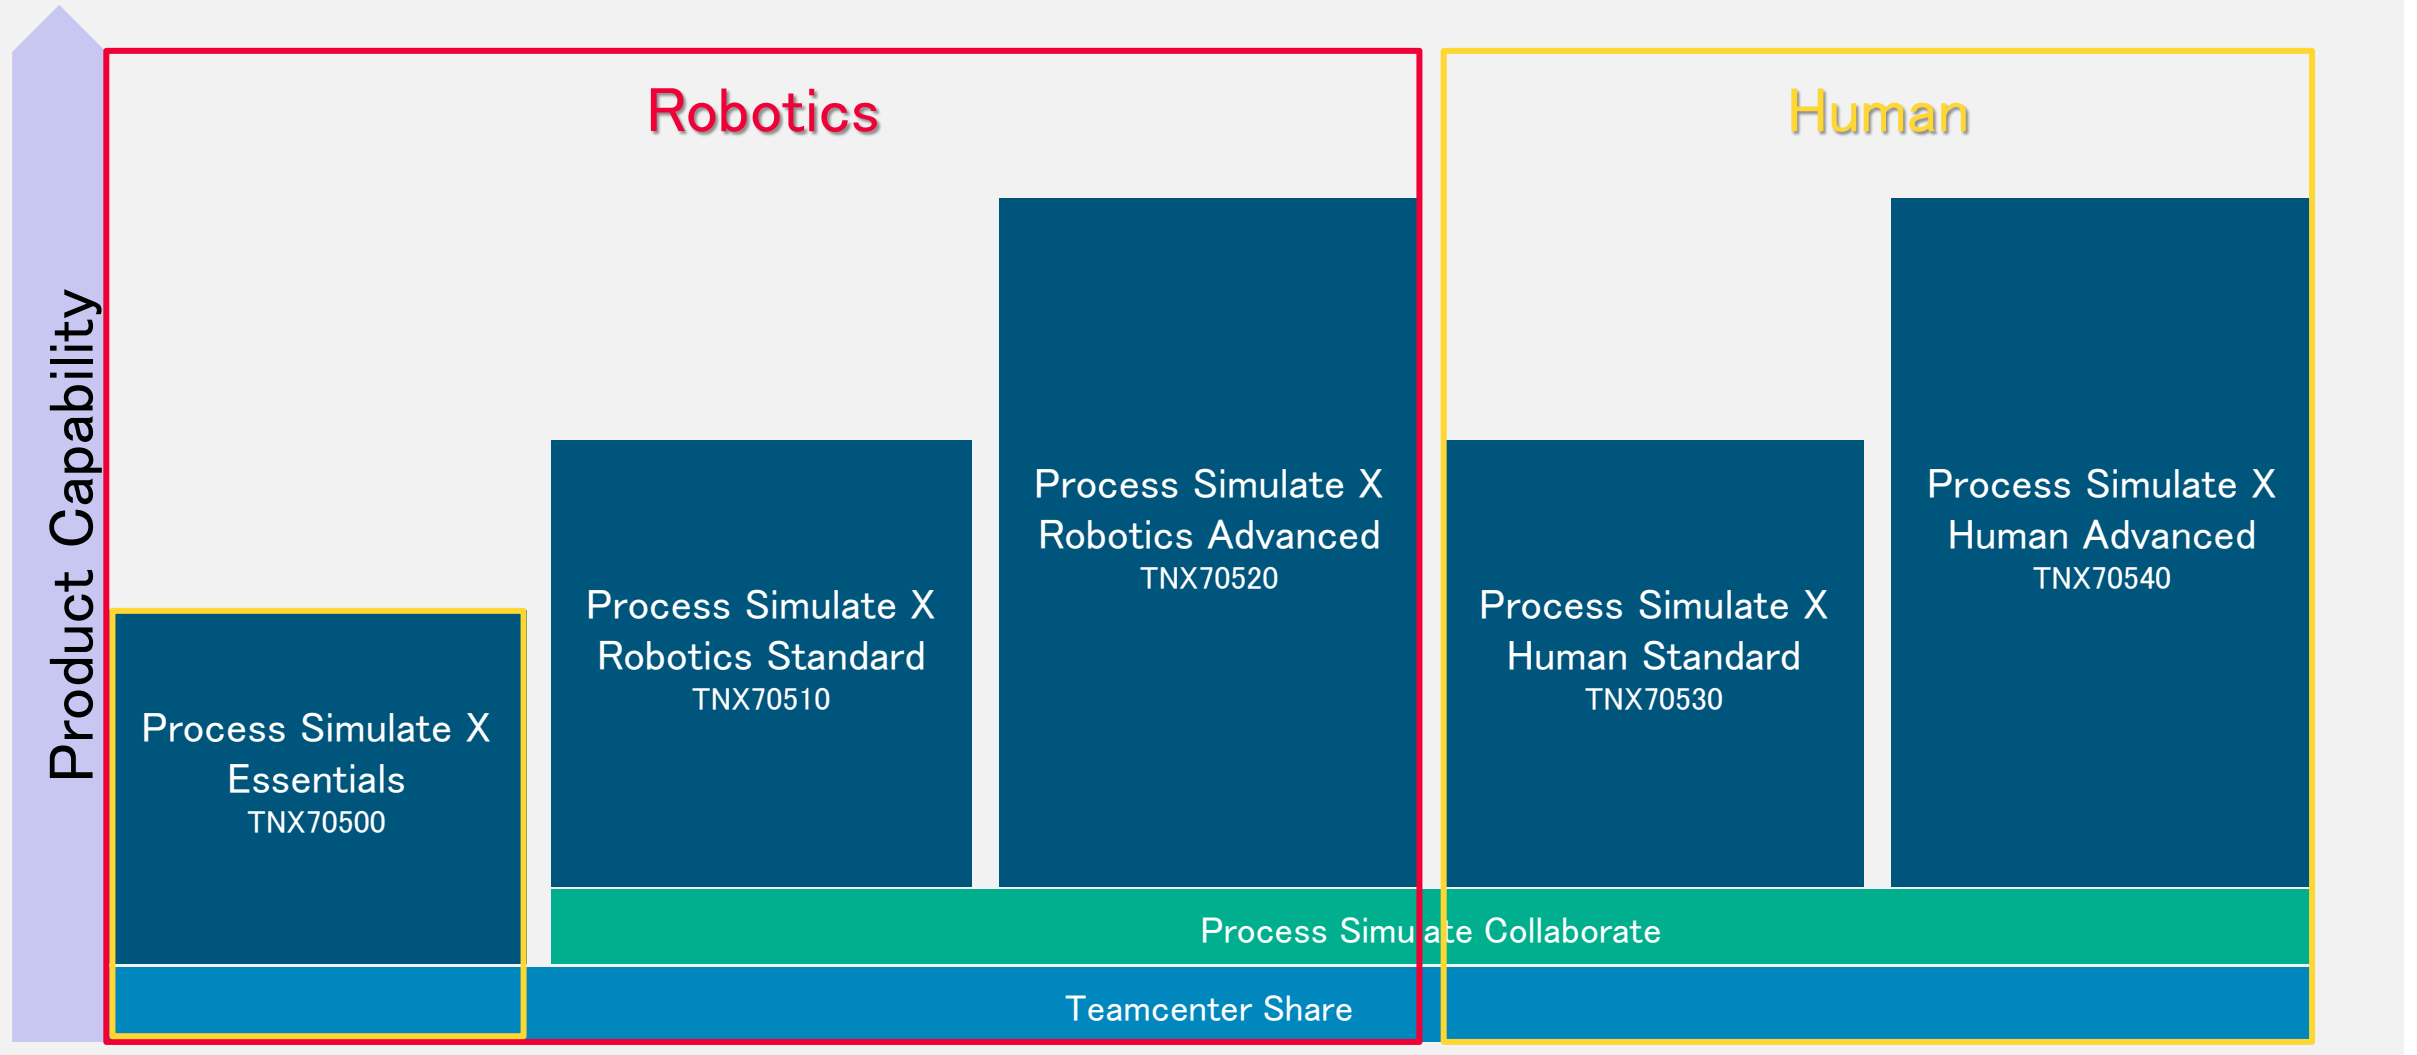 Product Capability
Robotics
Human
Process Simulate X
Essentials
TNX70500
Process Simulate X
Robotics Standard
TNX70510
Process Simulate X
Robotics Advanced
TNX70520
Process Simulate X
Human Standard
TNX70530
Process Simulate X
Human Advanced
TNX70540
Process Simulate Collaborate
Teamcenter Share